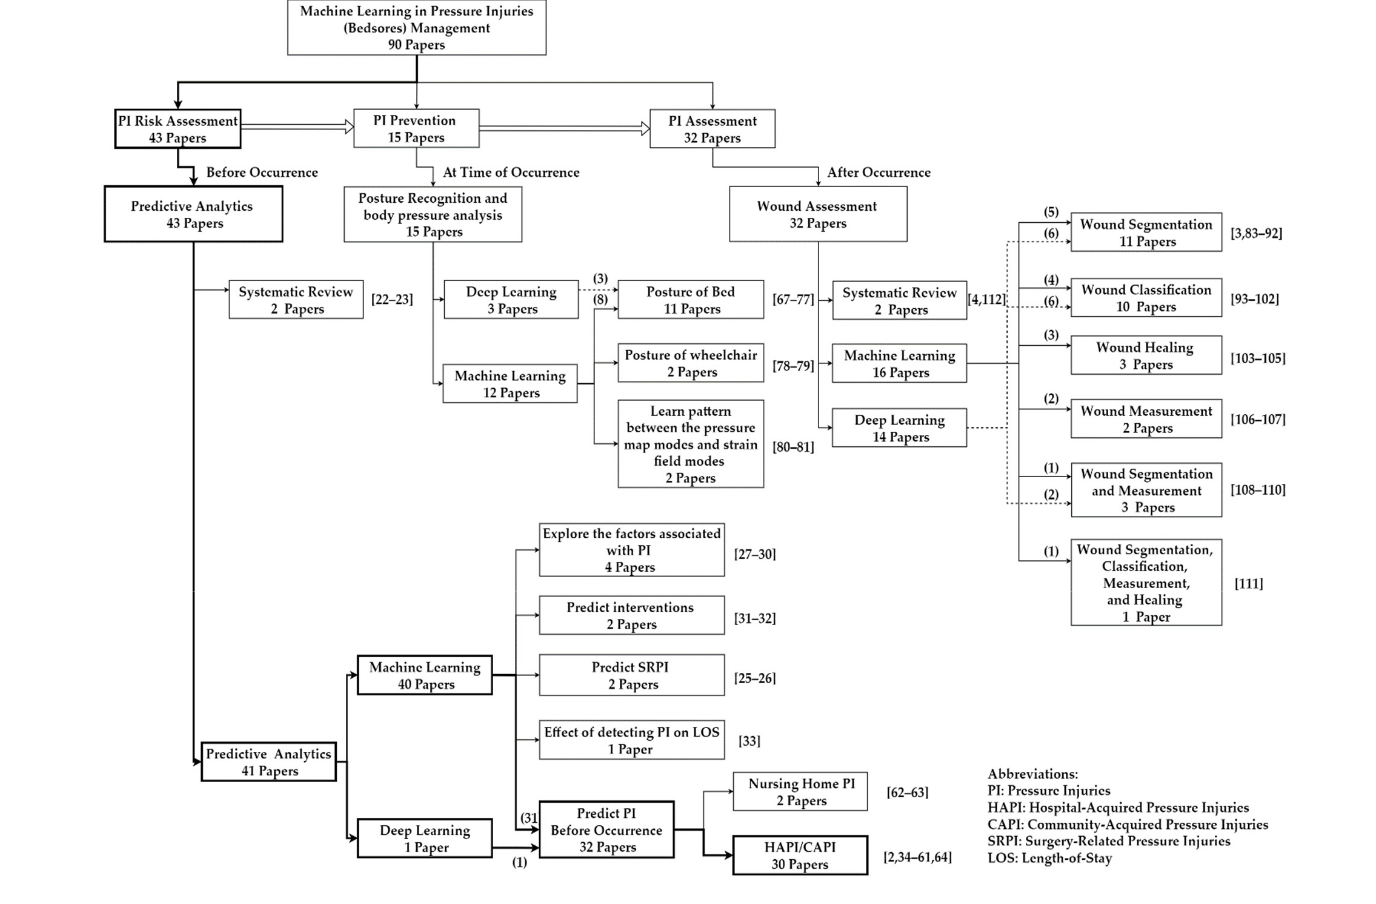 Machine Learning in Pressure Injuries
(Bedsores) Management
90 Papers
PI Risk Assessment
43 Papers
PI Prevention
15 Papers
PI Assessment
32 Papers
Before Occurrence
At Time of Occurrence
After Occurrence
Predictive Analytics
43 Papers
Posture Recognition and
body pressure analysis
15 Papers
Wound Assessment
32 Papers
Systematic Review
2 Papers
[22–23]
Deep Learning
3 Papers
(3)
(8)
Posture of Bed
11 Papers
[67–77]
Machine Learning
12 Papers
Posture of wheelchair
2 Papers
[78–79]
Learn pattern
between the pressure
map modes and strain
field modes
2 Papers
[80–81]
Systematic Review
2 Papers
[4,112]
Machine Learning
16 Papers
Deep Learning
14 Papers
(5)
(6)
Wound Segmentation
11 Papers
[3,83–92]
(4)
(6)
Wound Classification
10 Papers
[93–102]
(3)
Wound Healing
3 Papers
[103–105]
(2)
Wound Measurement
2 Papers
[106–107]
(1)
(2)
Wound Segmentation
and Measurement
3 Papers
[108–110]
(1)
Wound Segmentation,
Classification,
Measurement,
and Healing
1 Paper
[111]
Explore the factors associated
with PI
4 Papers
[27–30]
Predict interventions
2 Papers
[31–32]
Machine Learning
40 Papers
Predict SRPI
2 Papers
[25–26]
Effect of detecting PI on LOS
1 Paper
[33]
Predictive Analytics
41 Papers
Deep Learning
1 Paper
(31
(1)
Predict PI
Before Occurrence
32 Papers
Nursing Home PI
2 Papers
[62–63]
HAPI/CAPI
30 Papers
[2,34–61,64]
Abbreviations:
PI: Pressure Injuries
HAPI: Hospital-Acquired Pressure Injuries
CAPI: Community-Acquired Pressure Injuries
SRPI: Surgery-Related Pressure Injuries
LOS: Length-of-Stay